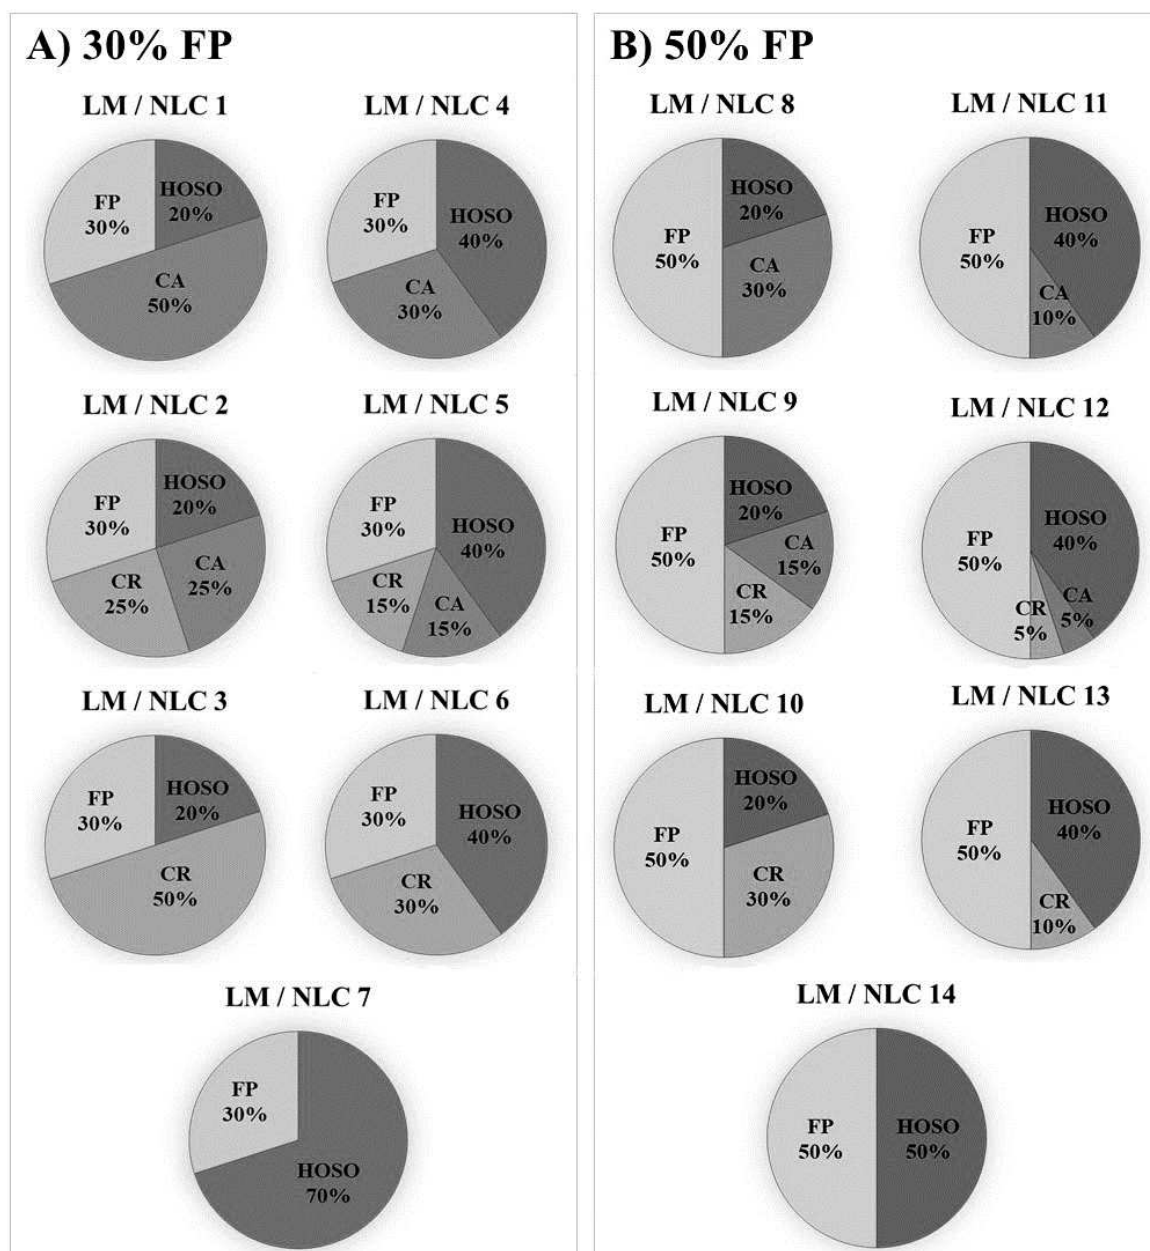 A) 30% FP
LM / NLC 1
FP
30%
HOSO
20%
CA
50%
LM / NLC 4
FP
30%
HOSO
40%
CA
30%
LM / NLC 2
FP
30%
HOSO
20%
CR
25%
CA
25%
LM / NLC 5
FP
30%
HOSO
40%
CR
15%
CA
15%
LM / NLC 3
FP
30%
HOSO
20%
CR
50%
LM / NLC 6
FP
30%
HOSO
40%
CR
30%
LM / NLC 7
FP
30%
HOSO
70%
B) 50% FP
LM / NLC 8
FP
50%
HOSO
20%
CA
30%
LM / NLC 11
FP
50%
HOSO
40%
CA
10%
LM / NLC 9
FP
50%
HOSO
20%
CA
15%
CR
15%
LM / NLC 12
FP
50%
HOSO
40%
CR
5%
CA
5%
LM / NLC 10
FP
50%
HOSO
20%
CR
30%
LM / NLC 13
FP
50%
HOSO
40%
CR
10%
LM / NLC 14
FP
50%
HOSO
50%